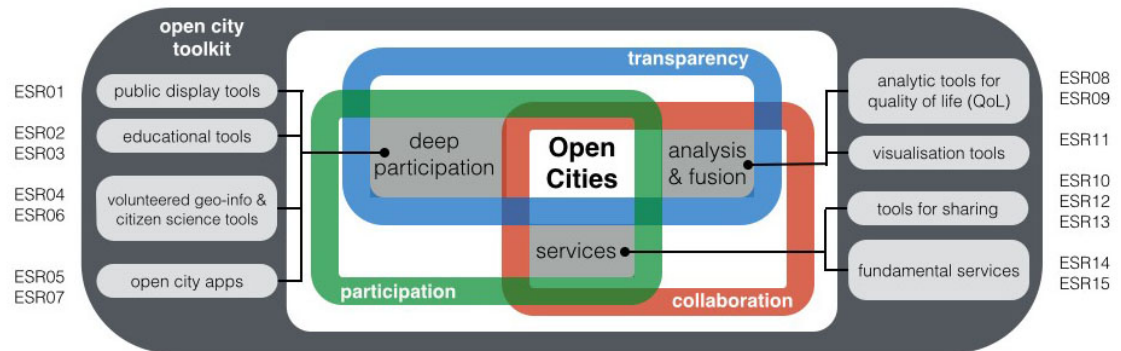 open city
toolkit
ESR01
public display tools
ESR02
ESR03
educational tools
ESR04
ESR06
volunteered geo-info &
citizen science tools
ESR05
ESR07
open city apps
transparency
deep
participation
Open
Cities
analysis
& fusion
services
participation
collaboration
analytic tools for
quality of life (QoL)
ESR08
ESR09
visualisation tools
ESR11
tools for sharing
ESR10
ESR12
ESR13
fundamental services
ESR14
ESR15